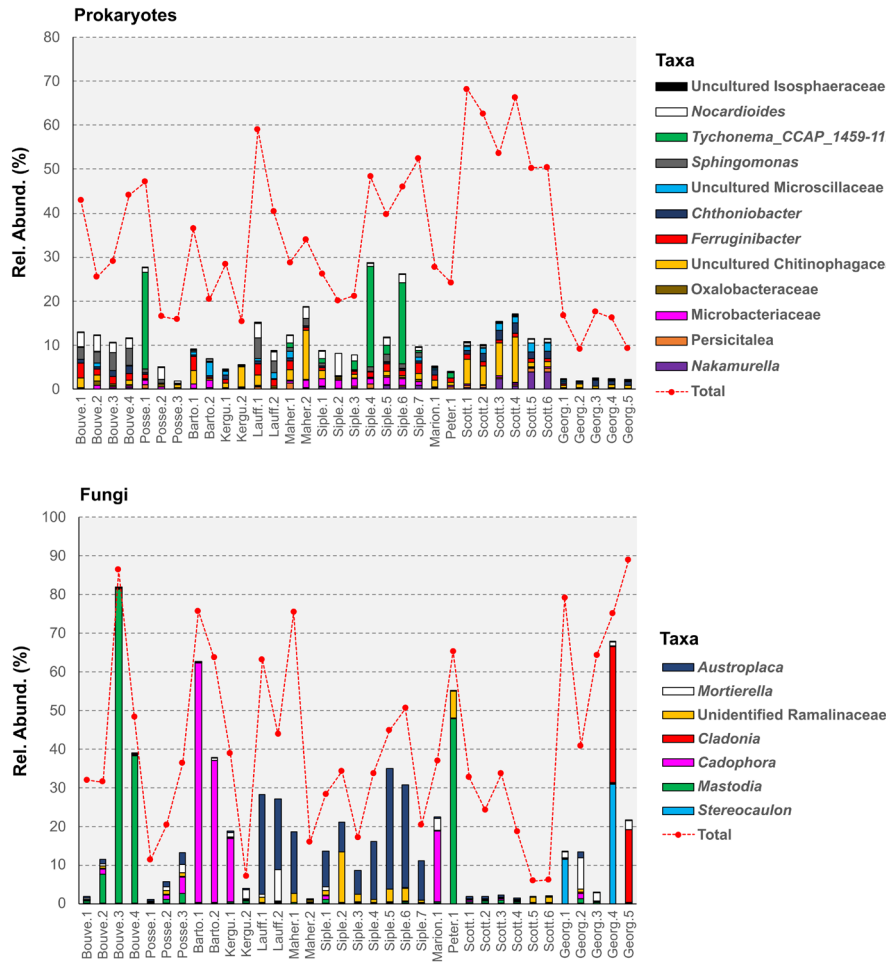 Prokaryotes
Rel. Abund. (%)
80
70
60
50
40
30
20
10
0
Bouve.1
Bouve.2
Bouve.3
Bouve.4
Posse.1
Posse.2
Posse.3
Barto.1
Barto.2
Kergu.1
Kergu.2
Lauff.1
Lauff.2
Maher.1
Maher.2
Siple.1
Siple.2
Siple.3
Siple.4
Siple.5
Siple.6
Siple.7
Marion.1
Peter.1
Scott.1
Scott.2
Scott.3
Scott.4
Scott.5
Scott.6
Georg.1
Georg.2
Georg.3
Georg.4
Georg.5
Taxa
Uncultured Isosphaeraceae
Nocardioides
Tychonema_CCAP_1459-11
Sphingomonas
Uncultured Microscillaceae
Chthoniobacter
Ferruginibacter
Uncultured Chitinophagace
Oxalobacteraceae
Microbacteriaceae
Persicitalea
Nakamurella
Total
Fungi
Rel. Abund. (%)
100
90
80
70
60
50
40
30
20
10
0
Bouve.1
Bouve.2
Bouve.3
Bouve.4
Posse.1
Posse.2
Posse.3
Barto.1
Barto.2
Kergu.1
Kergu.2
Lauff.1
Lauff.2
Maher.1
Maher.2
Siple.1
Siple.2
Siple.3
Siple.4
Siple.5
Siple.6
Siple.7
Marion.1
Peter.1
Scott.1
Scott.2
Scott.3
Scott.4
Scott.5
Scott.6
Georg.1
Georg.2
Georg.3
Georg.4
Georg.5
Taxa
Austroplaca
Mortierella
Unidentified Ramalinaceae
Cladonia
Cadophora
Mastodia
Stereocaulon
Total